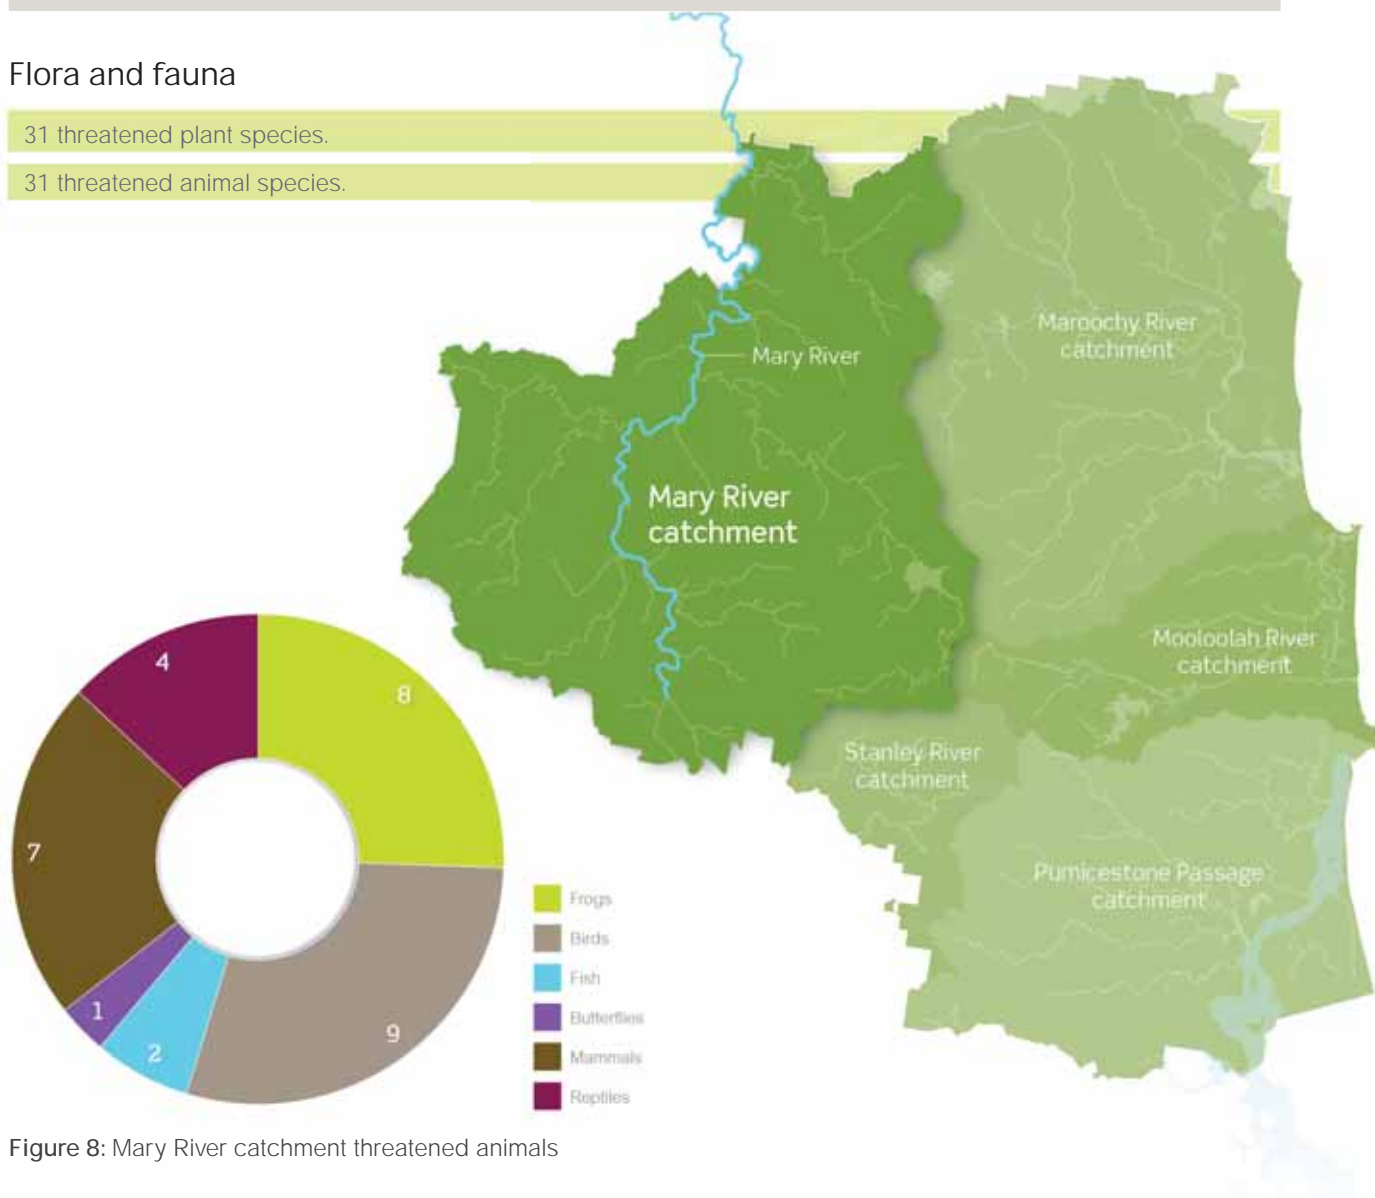 Flora and fauna
31 threatened plant species.
31 threatened animal species.
Maroochy River
catchment
Mary River
Mary River
catchment
Mooloolah River
catchment
Stanley River
catchment
Pumicestone Passage
catchment
4
8
7
1
2
9
Frogs
Birds
Fish
Butterflies
Mammals
Reptiles
Figure 8: Mary River catchment threatened animals